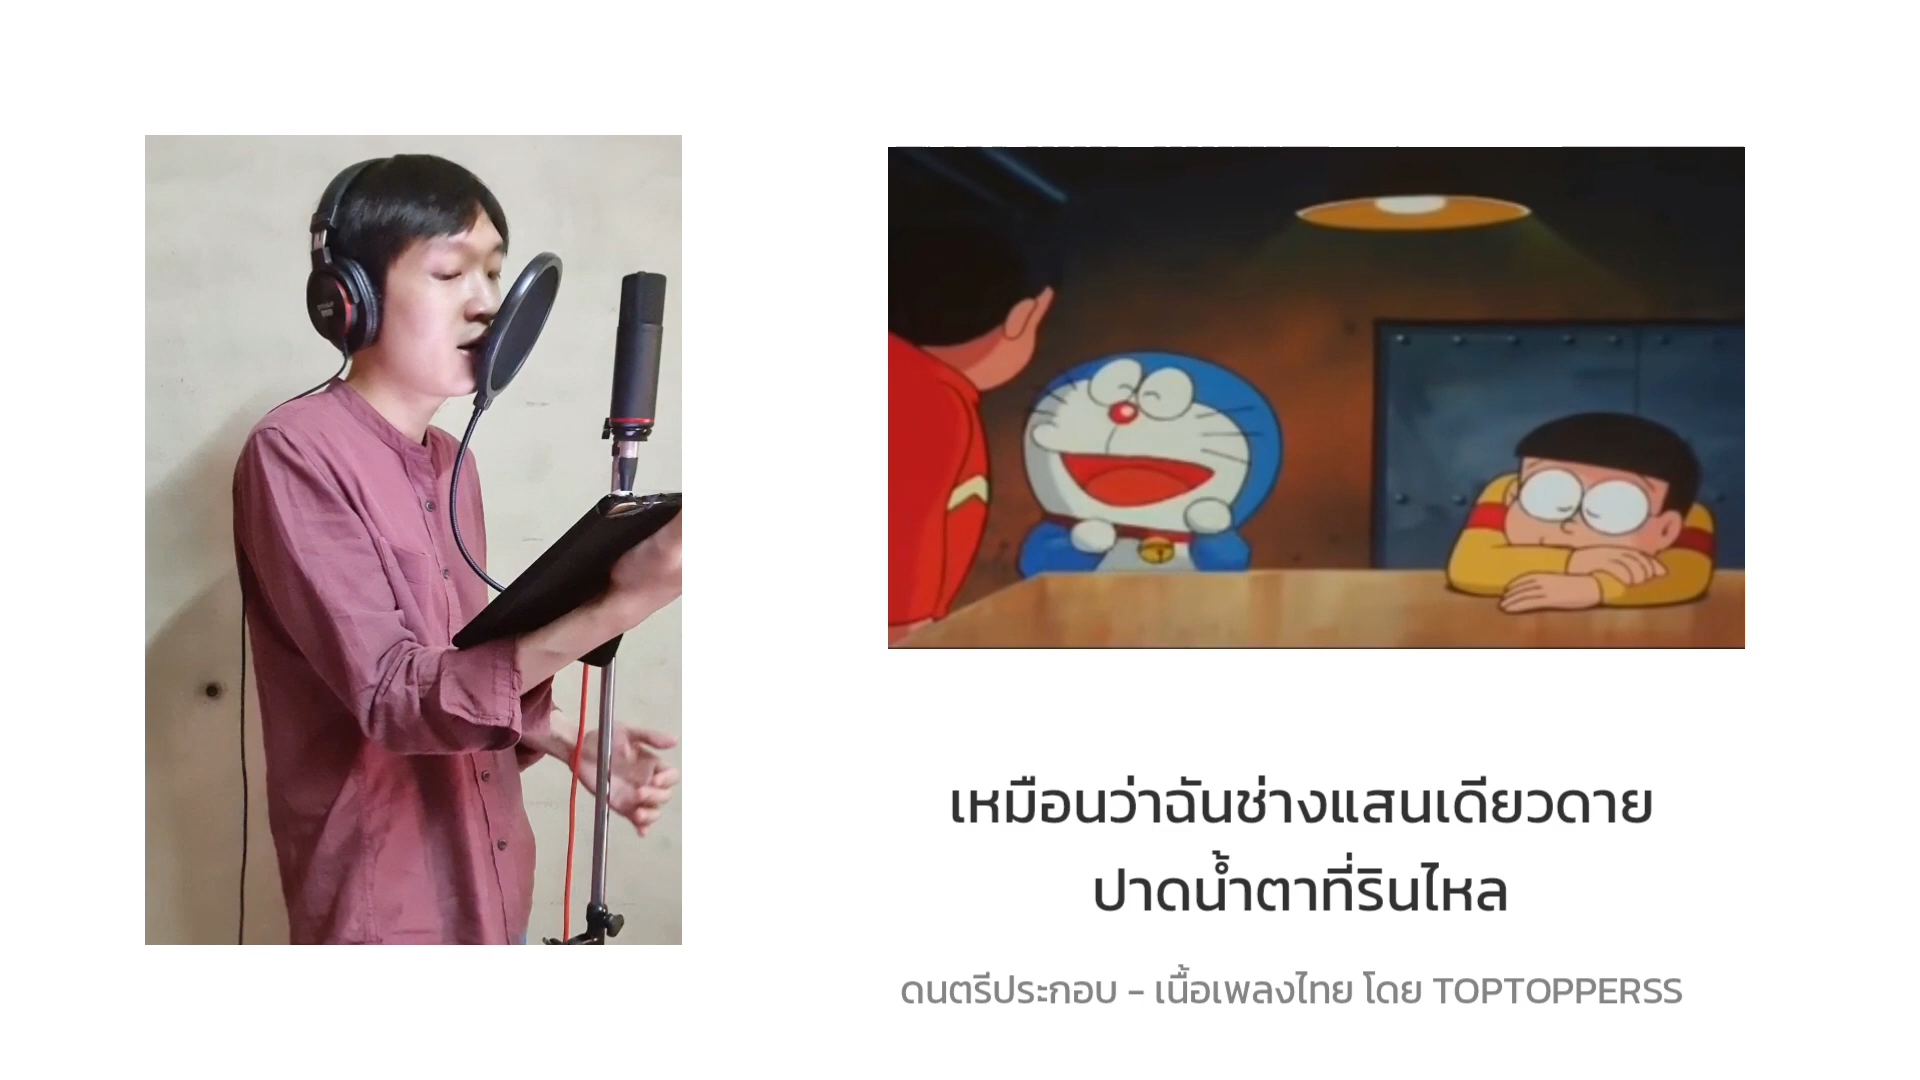 เหมือนว่าฉันช่างแสนเดียวดาย
ปาดน้ำตาที่รินไหล
ดนตรีประกอบ - เนื้อเพลงไทย โดย TOPTOPPERSS